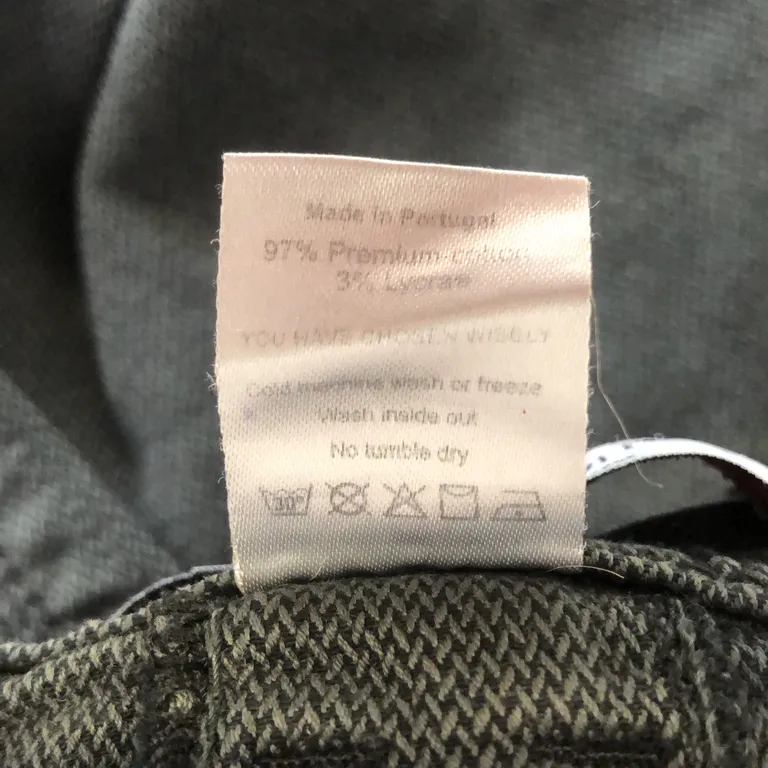 Made in Portugal
97% Premium cotton
3% Lycra®
YOU HAVE CHOSEN WISELY
Cold machine wash or freeze
Wash inside out
No tumble dry
30°